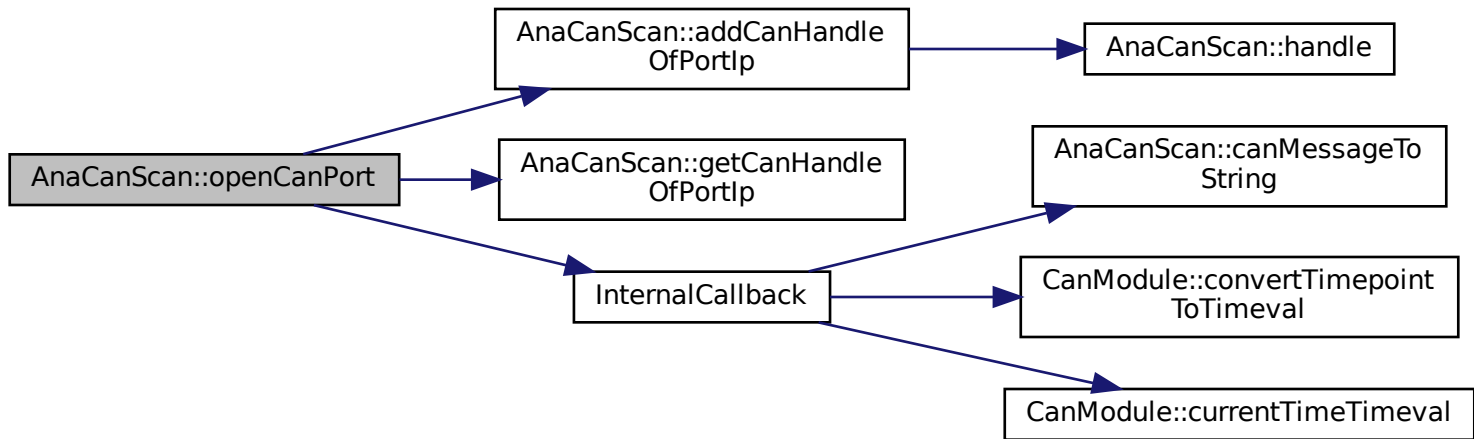 AnaCanScan::openCanPort
AnaCanScan::addCanHandle
OfPortIp
AnaCanScan::getCanHandle
OfPortIp
InternalCallback
AnaCanScan::handle
AnaCanScan::canMessageTo
String
CanModule::convertTimepoint
ToTimeval
CanModule::currentTimeTimeval